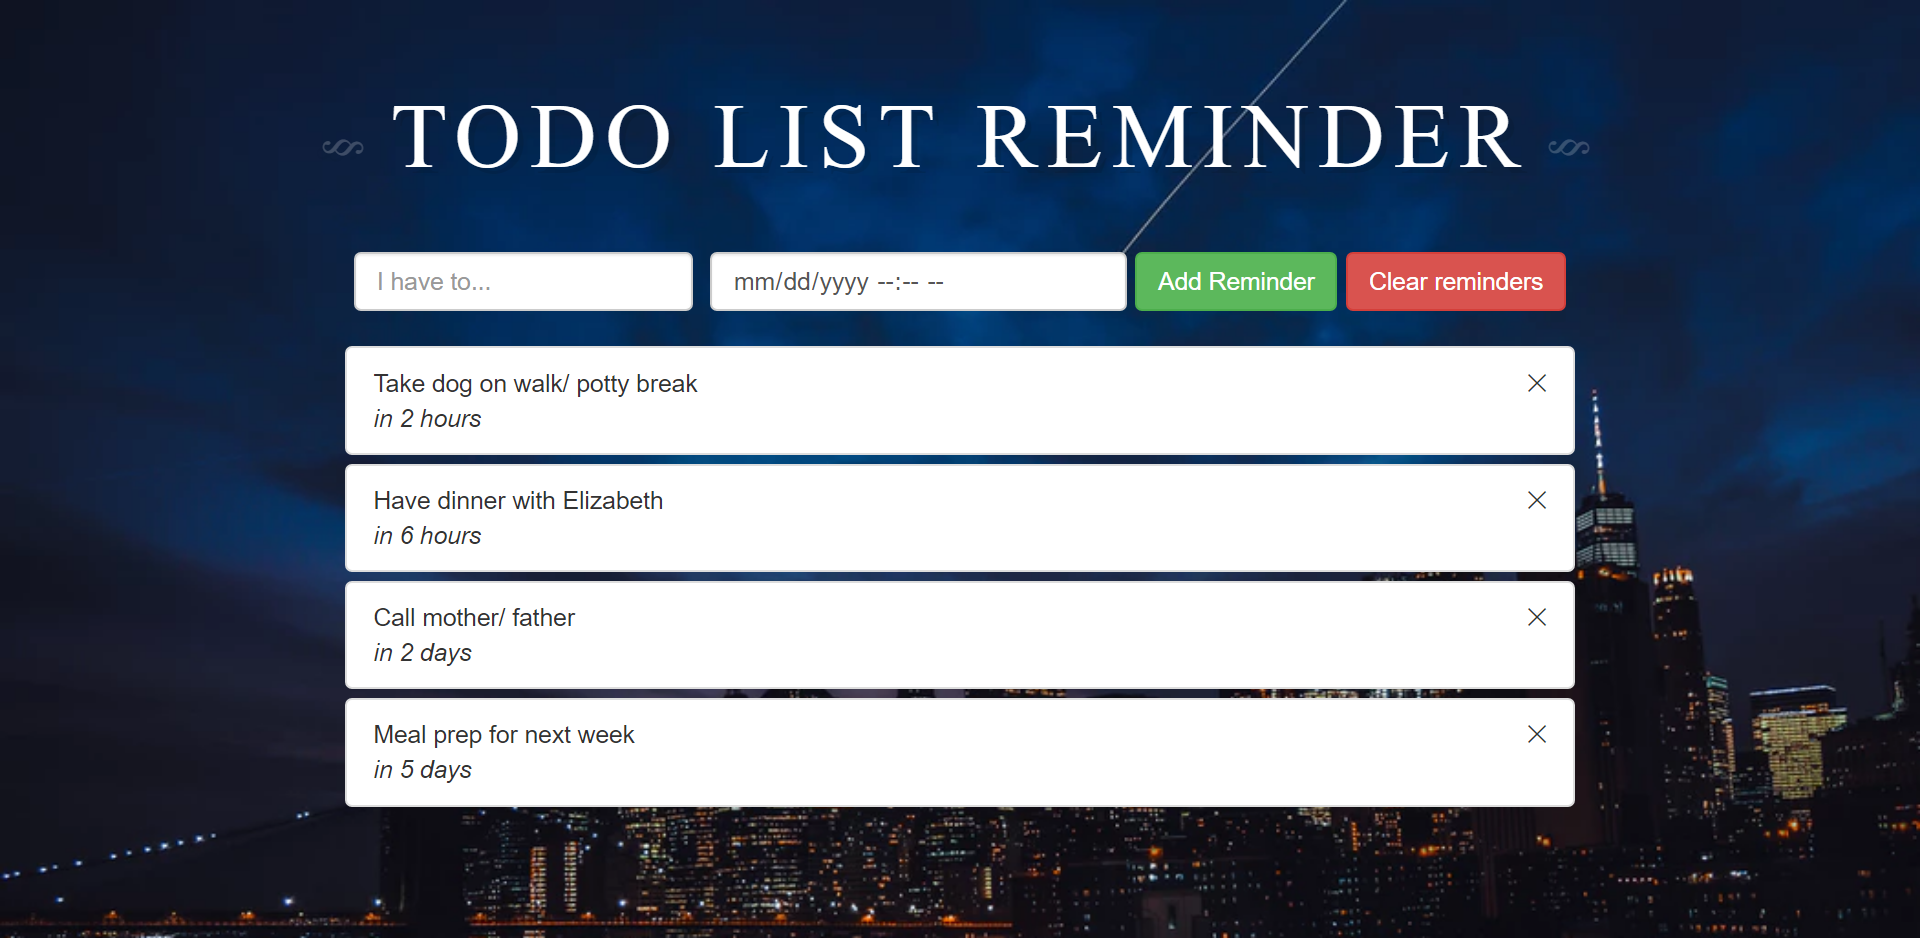 TODO LIST REMINDER
I have to...
mm/dd/yyyy --:-- --
Add Reminder
Clear reminders
Take dog on walk/ potty break
in 2 hours
Have dinner with Elizabeth
in 6 hours
Call mother/ father
in 2 days
Meal prep for next week
in 5 days